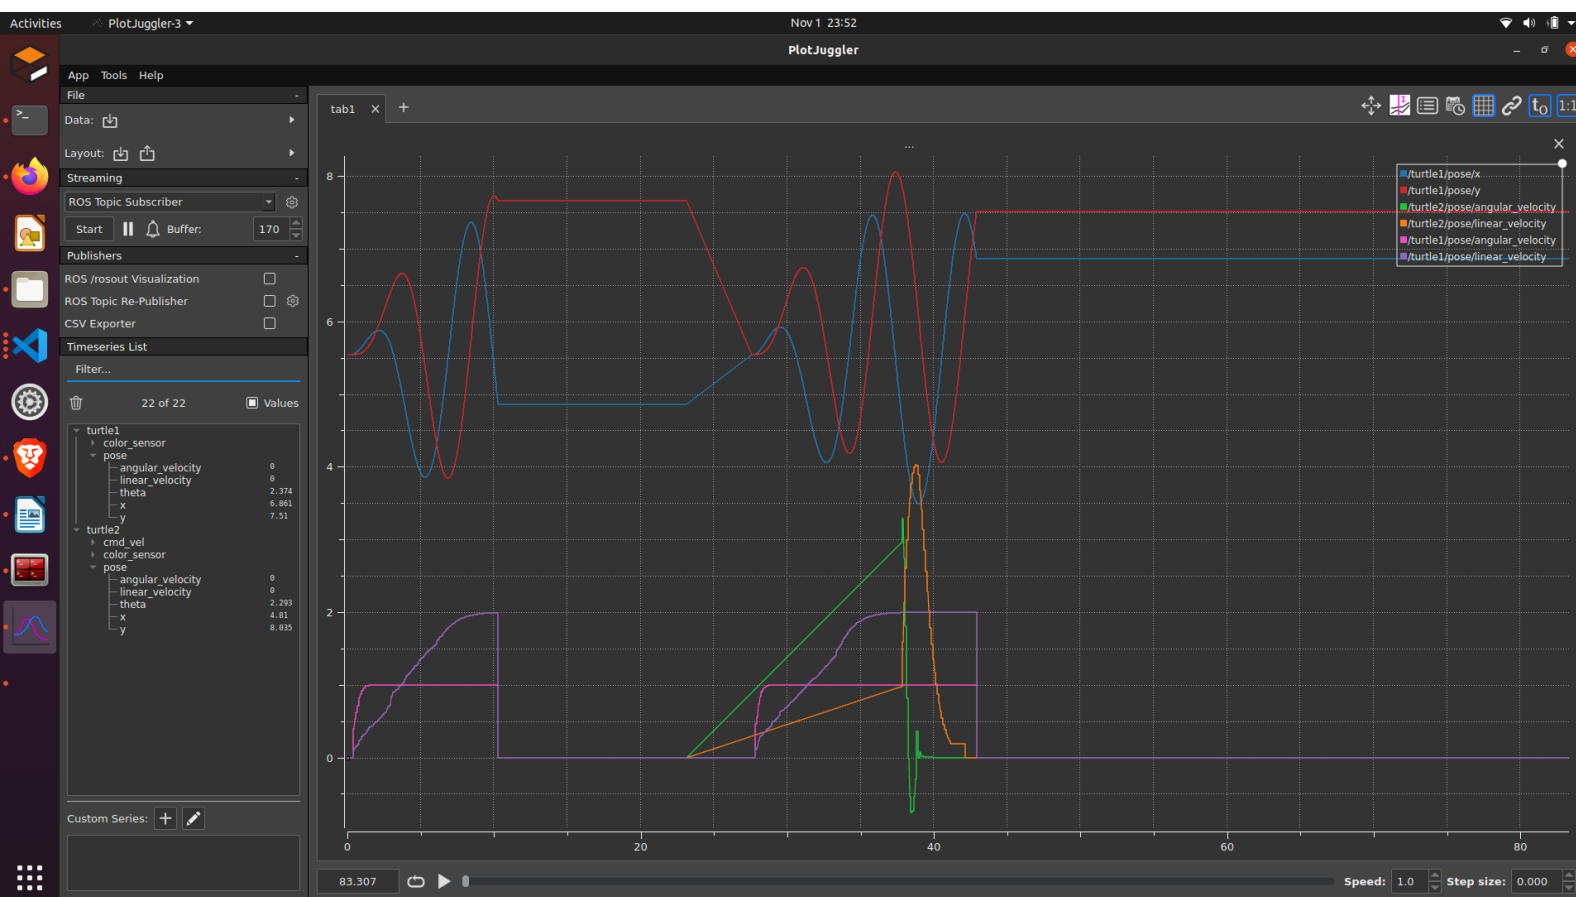 Activities PlotJuggler-3 Nov 1 23:52
PlotJuggler
App Tools Help
File -
Data:
Layout:
Streaming -
ROS Topic Subscriber
Start Buffer: 170
Publishers -
ROS /rosout Visualization
ROS Topic Re-Publisher
CSV Exporter
Timeseries List
Filter...
22 of 22 Values
turtle1
color_sensor
pose
angular_velocity 0
linear_velocity 0
theta 2.374
x 6.861
y 7.51
turtle2
cmd_vel
color_sensor
pose
angular_velocity 0
linear_velocity 0
theta 2.293
x 4.81
y 8.035
Custom Series:
tab1 +
t0 1:1
...
/turtle1/pose/x
/turtle1/pose/y
/turtle2/pose/angular_velocity
/turtle2/pose/linear_velocity
/turtle1/pose/angular_velocity
/turtle1/pose/linear_velocity
8
6
4
2
0
0 20 40 60 80
83.307 Speed: 1.0 Step size: 0.000